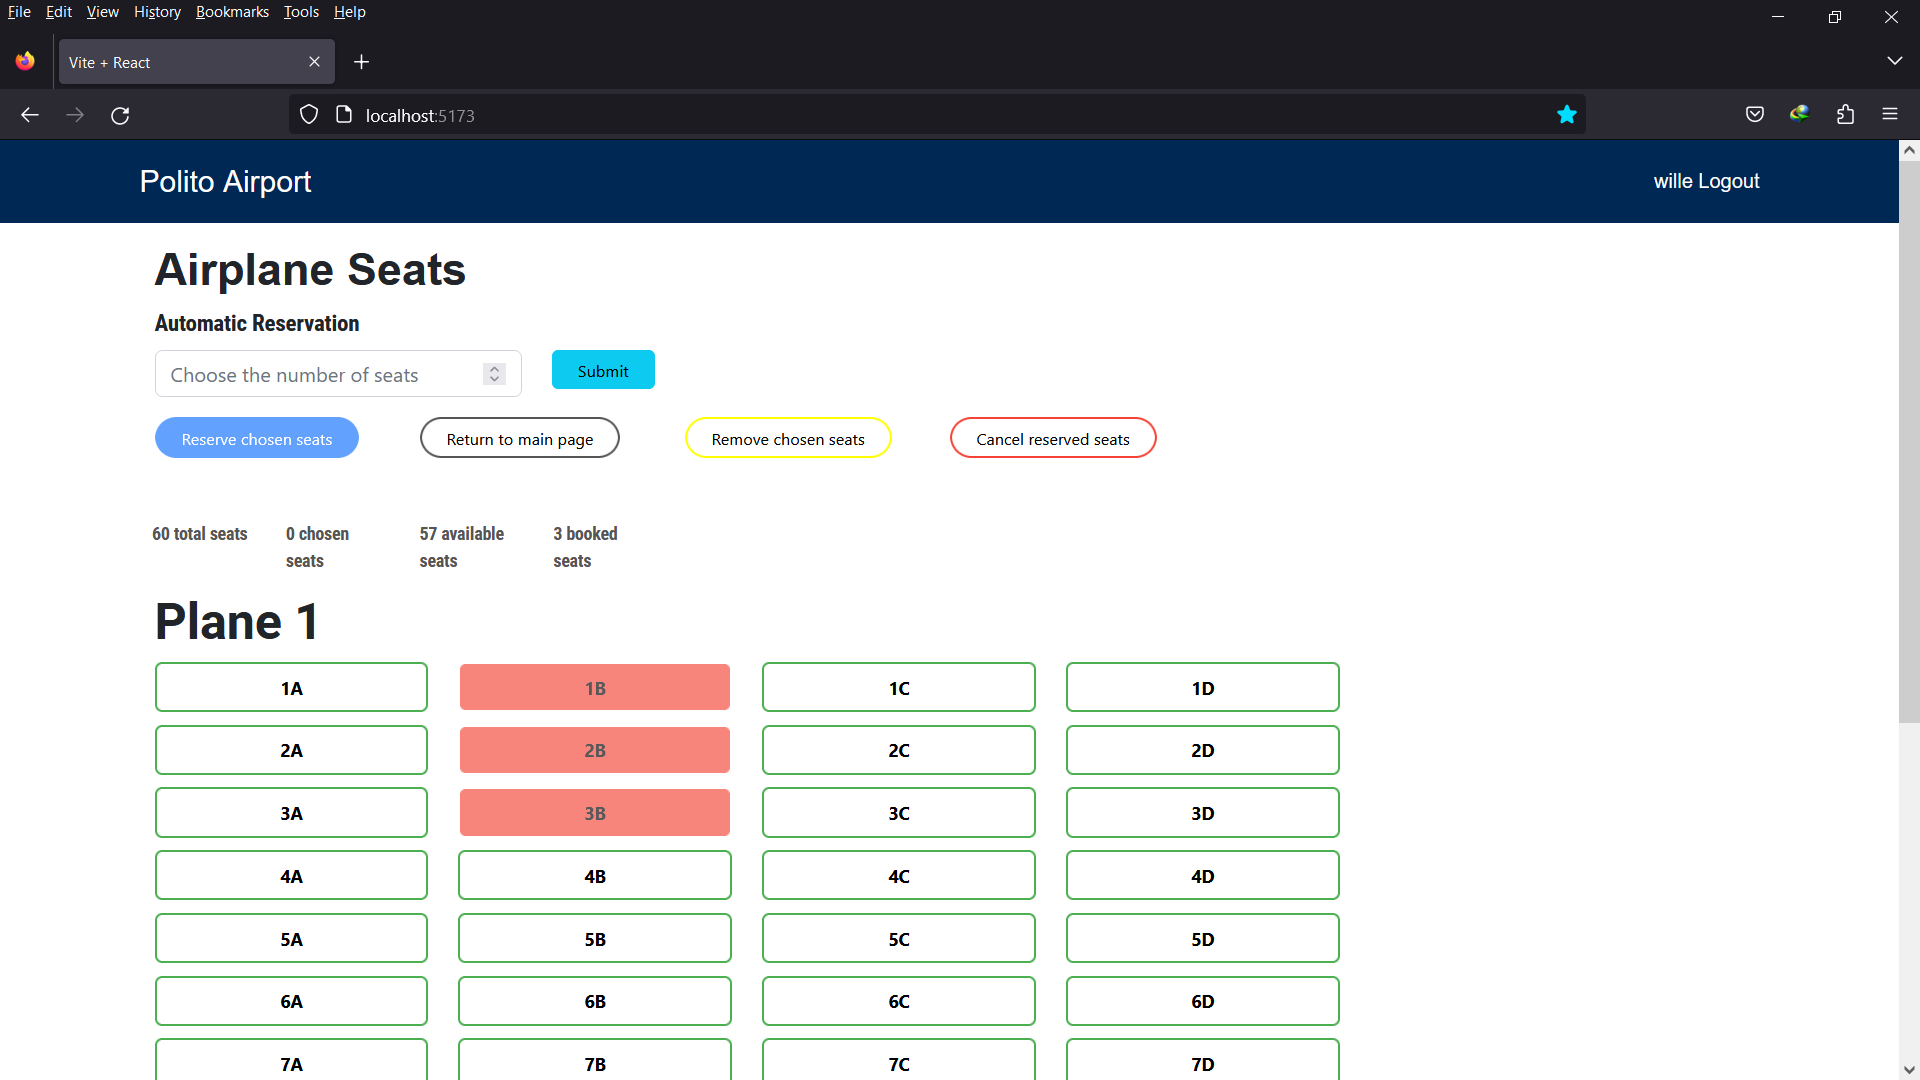 File Edit View History Bookmarks Tools Help
Vite + React
localhost:5173
Polito Airport
wille Logout
Airplane Seats
Automatic Reservation
Choose the number of seats
Submit
Reserve chosen seats
Return to main page
Remove chosen seats
Cancel reserved seats
60 total seats
0 chosen
seats
57 available
seats
3 booked
seats
Plane 1
1A 1B 1C 1D
2A 2B 2C 2D
3A 3B 3C 3D
4A 4B 4C 4D
5A 5B 5C 5D
6A 6B 6C 6D
7A 7B 7C 7D